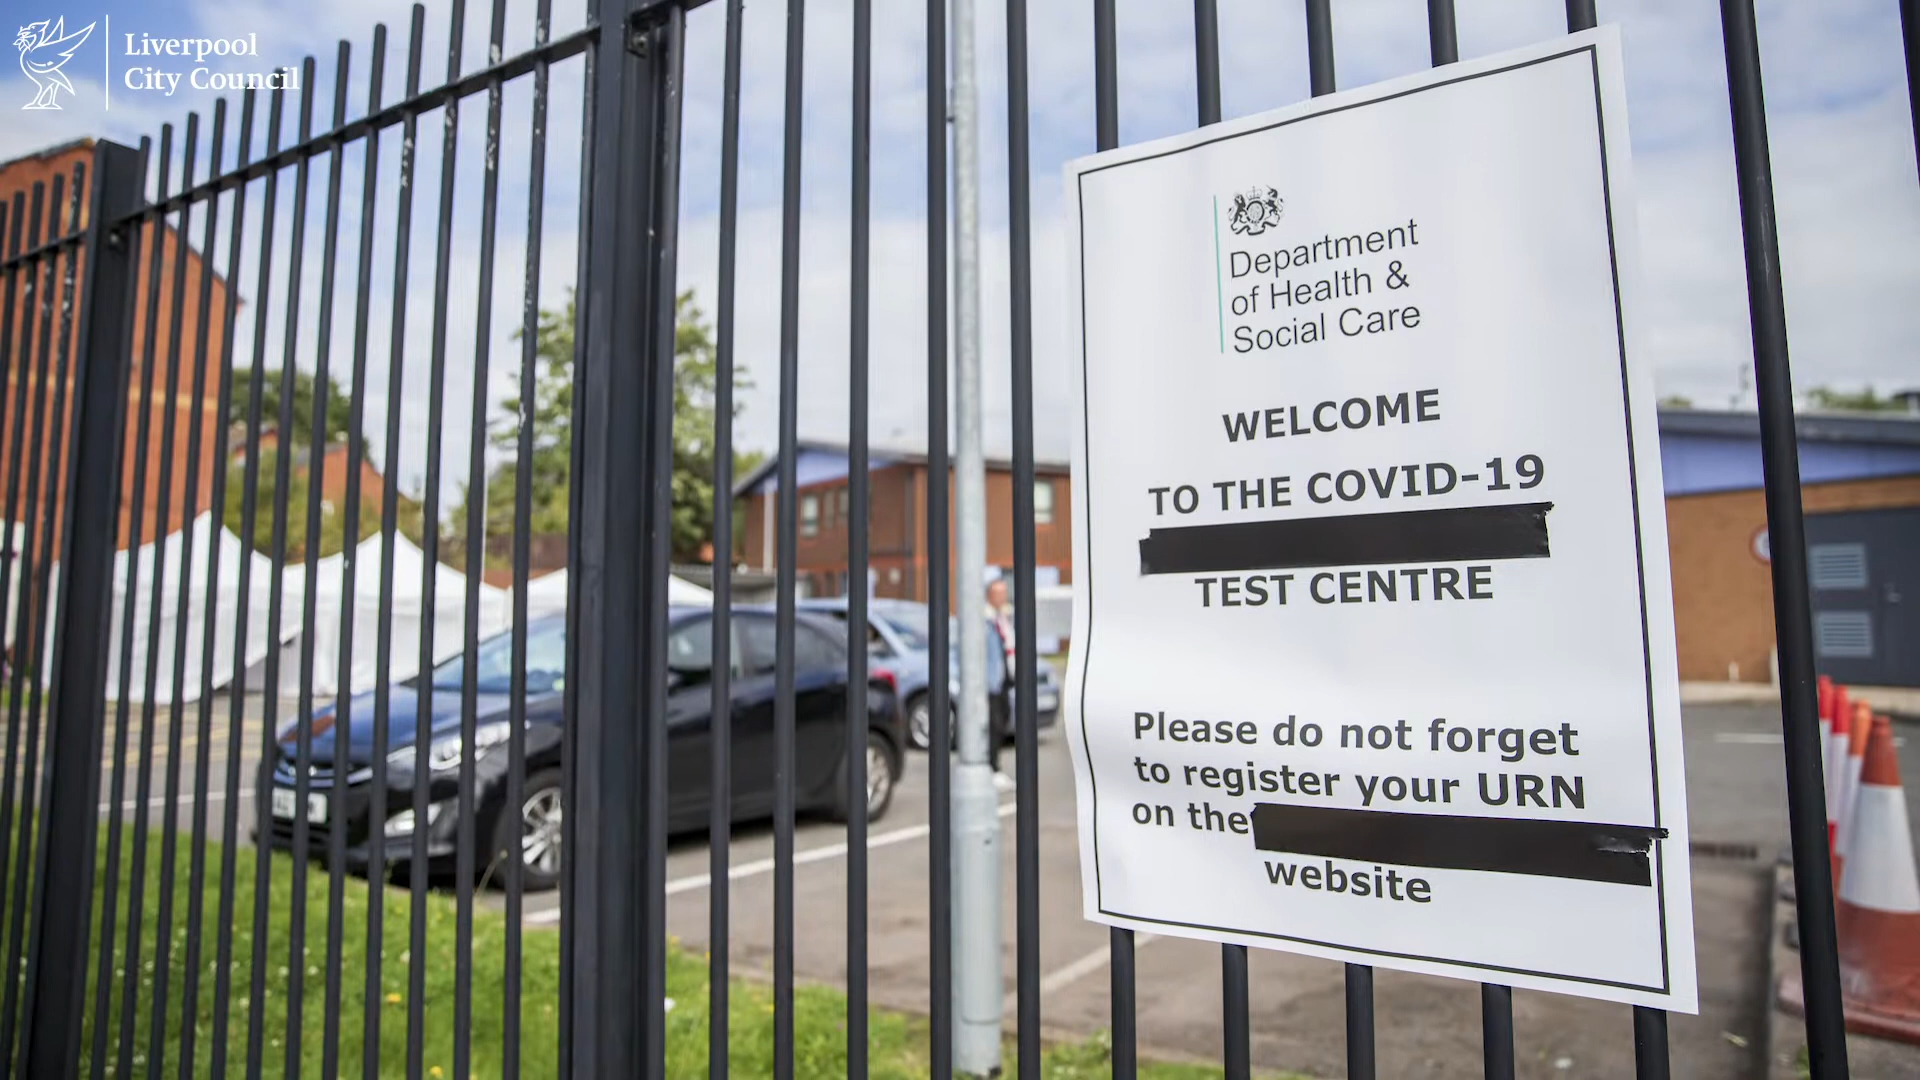 Liverpool
City Council
Department
of Health &
Social Care
WELCOME
TO THE COVID-19
TEST CENTRE
Please do not forget
to register your URN
on the
website